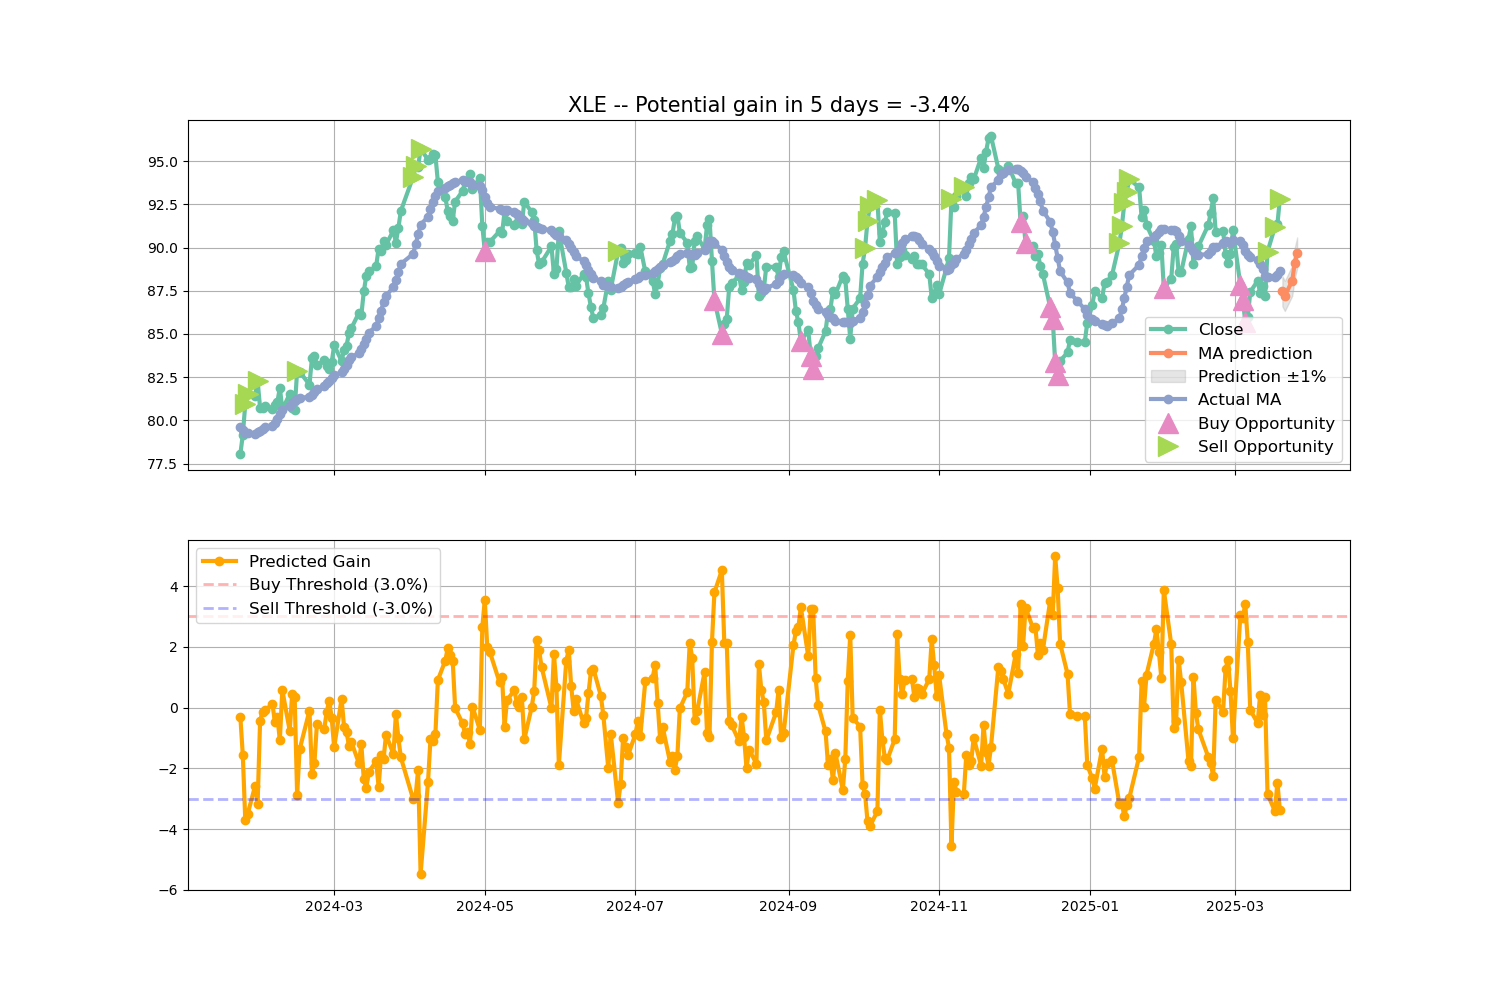 XLE -- Potential gain in 5 days = -3.4%
95.0
92.5
90.0
87.5
85.0
82.5
80.0
77.5
Close
MA prediction
Prediction ±1%
Actual MA
Buy Opportunity
Sell Opportunity
Predicted Gain
Buy Threshold (3.0%)
Sell Threshold (-3.0%)
4
2
0
−2
−4
−6
2024-03 2024-05 2024-07 2024-09 2024-11 2025-01 2025-03